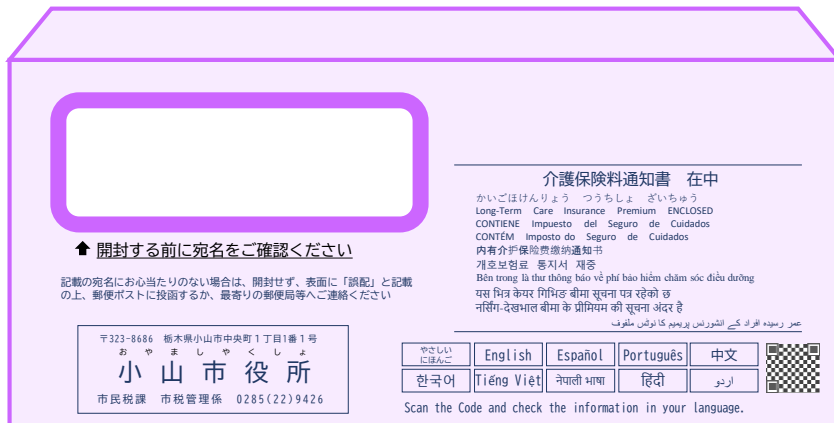 介護保険料通知書 在中
かいごほけんりょう つうちしょ ざいちゅう
Long-Term Care Insurance Premium ENCLOSED
CONTIENE Impuesto del Seguro de Cuidados
CONTÉM Imposto do Seguro de Cuidados
内有介护保险费缴纳通知书
개호보험료 통지서 재중
Bên trong là thư thông báo về phí bảo hiểm chăm sóc điều dưỡng
यस भित्र केयर गिभिङ बीमा सूचना पत्र रहेको छ
नर्सिंग-देखभाल बीमा के प्रीमियम की सूचना अंदर है
عمر رسیدہ افراد کے انشورنس پریمیم کا نوٹس ملفوف
⬆ 開封する前に宛名をご確認ください
記載の宛名にお心当たりのない場合は、開封せず、表面に「誤配」と記載
の上、郵便ポストに投函するか、最寄りの郵便局等へご連絡ください
〒323-8686 栃木県小山市中央町1丁目1番1号
おやましやくしょ
小山市役所
市民税課 市税管理係 0285(22)9426
やさしい
にほんご
English
Español
Português
中文
한국어
Tiếng Việt
नेपाली भाषा
हिंदी
اردو
Scan the Code and check the information in your language.